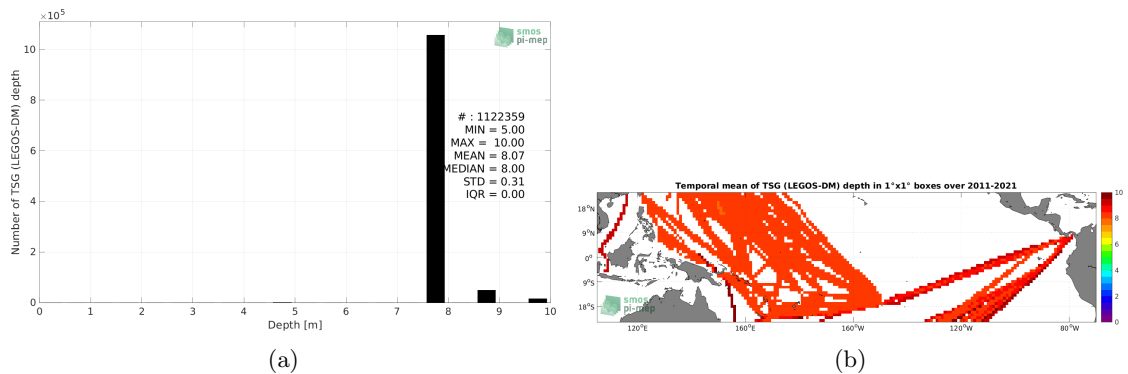 ×10⁵
10
8
6
4
2
0
Number of TSG (LEGOS-DM) depth
smos
pi-mep
# : 1122359
MIN = 5.00
MAX = 10.00
MEAN = 8.07
MEDIAN = 8.00
STD = 0.31
IQR = 0.00
0 1 2 3 4 5 6 7 8 9 10
Depth [m]
(a)
Temporal mean of TSG (LEGOS-DM) depth in 1°x1° boxes over 2011-2021
18°N
9°N
0°
9°S
18°S
smos
pi-mep
120°E 160°E 160°W 120°W 80°W
10
8
6
4
2
0
(b)